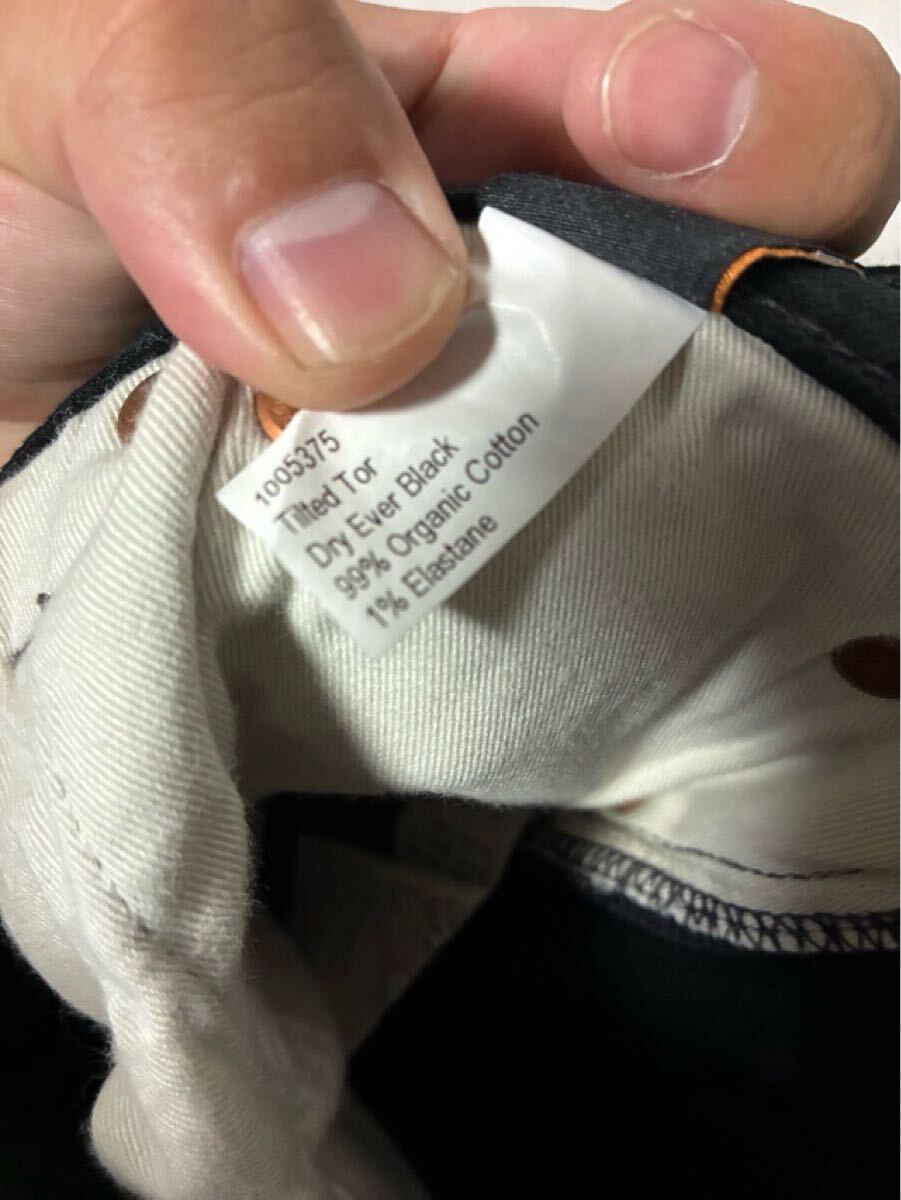 1005375
Tilted Tor
Dry Ever Black
99% Organic Cotton
1% Elastane